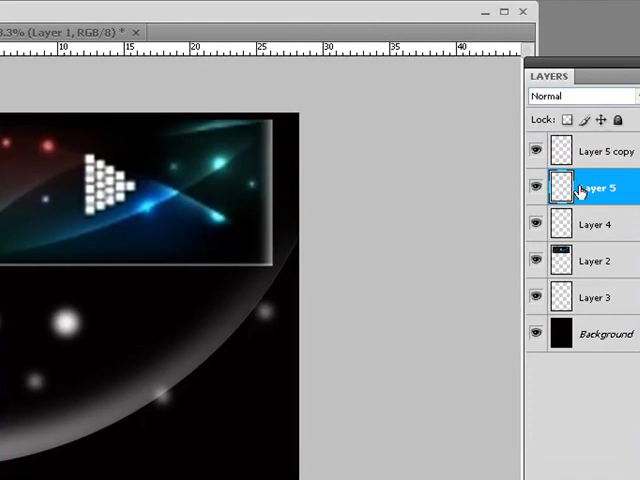 3.3% (Layer 1, RGB/8) *
10 15 20 25 30 35 40
LAYERS
Normal
Lock:
Layer 5 copy
Layer 5
Layer 4
Layer 2
Layer 3
Background